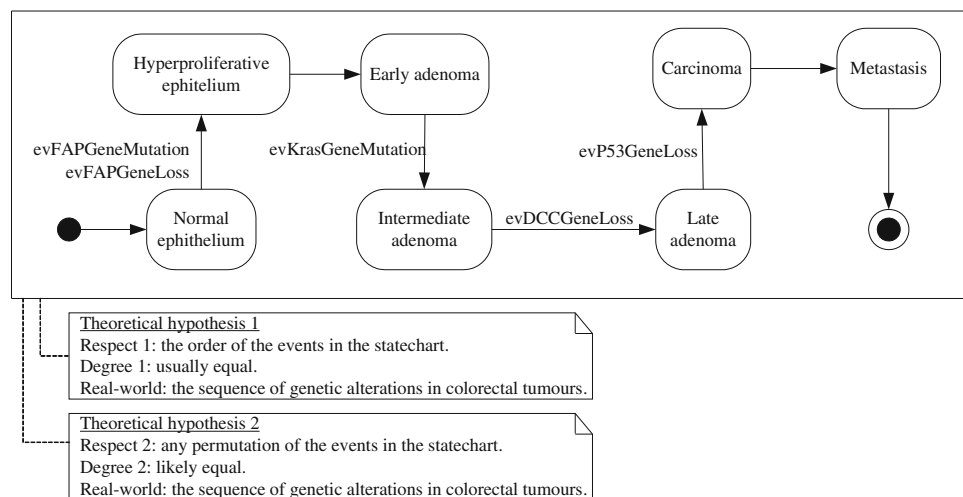 Hyperproliferative
ephitelium
Early adenoma
Carcinoma
Metastasis
evFAPGeneMutation
evFAPGeneLoss
evKrasGeneMutation
evP53GeneLoss
Normal
ephithelium
Intermediate
adenoma
evDCCGeneLoss
Late
adenoma
Theoretical hypothesis 1
Respect 1: the order of the events in the statechart.
Degree 1: usually equal.
Real-world: the sequence of genetic alterations in colorectal tumours.
Theoretical hypothesis 2
Respect 2: any permutation of the events in the statechart.
Degree 2: likely equal.
Real-world: the sequence of genetic alterations in colorectal tumours.